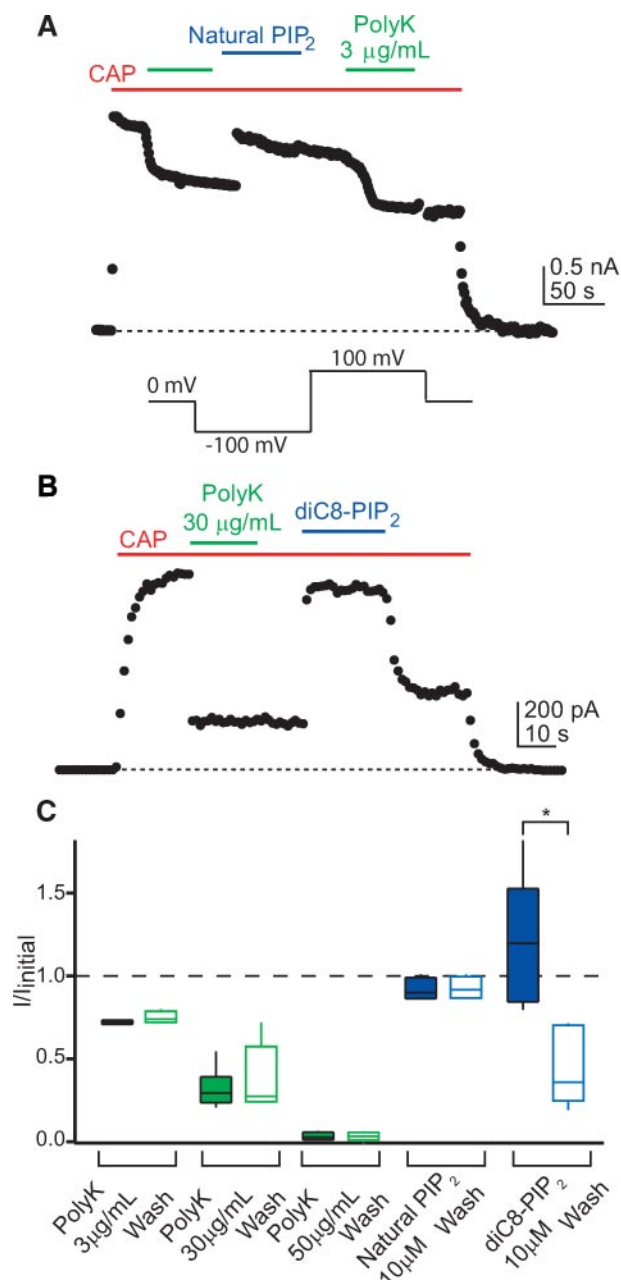 A
Natural PIP2
PolyK
3 μg/mL
CAP
0.5 nA
50 s
0 mV
100 mV
-100 mV
B
PolyK
30 μg/mL
diC8-PIP2
CAP
200 pA
10 s
C
*
I/Iinitial
1.5
1.0
0.5
0.0
PolyK
3μg/mL
Wash
PolyK
30μg/mL
Wash
PolyK
50μg/mL
Wash
Natural PIP2
10μM
Wash
diC8-PIP2
10μM
Wash